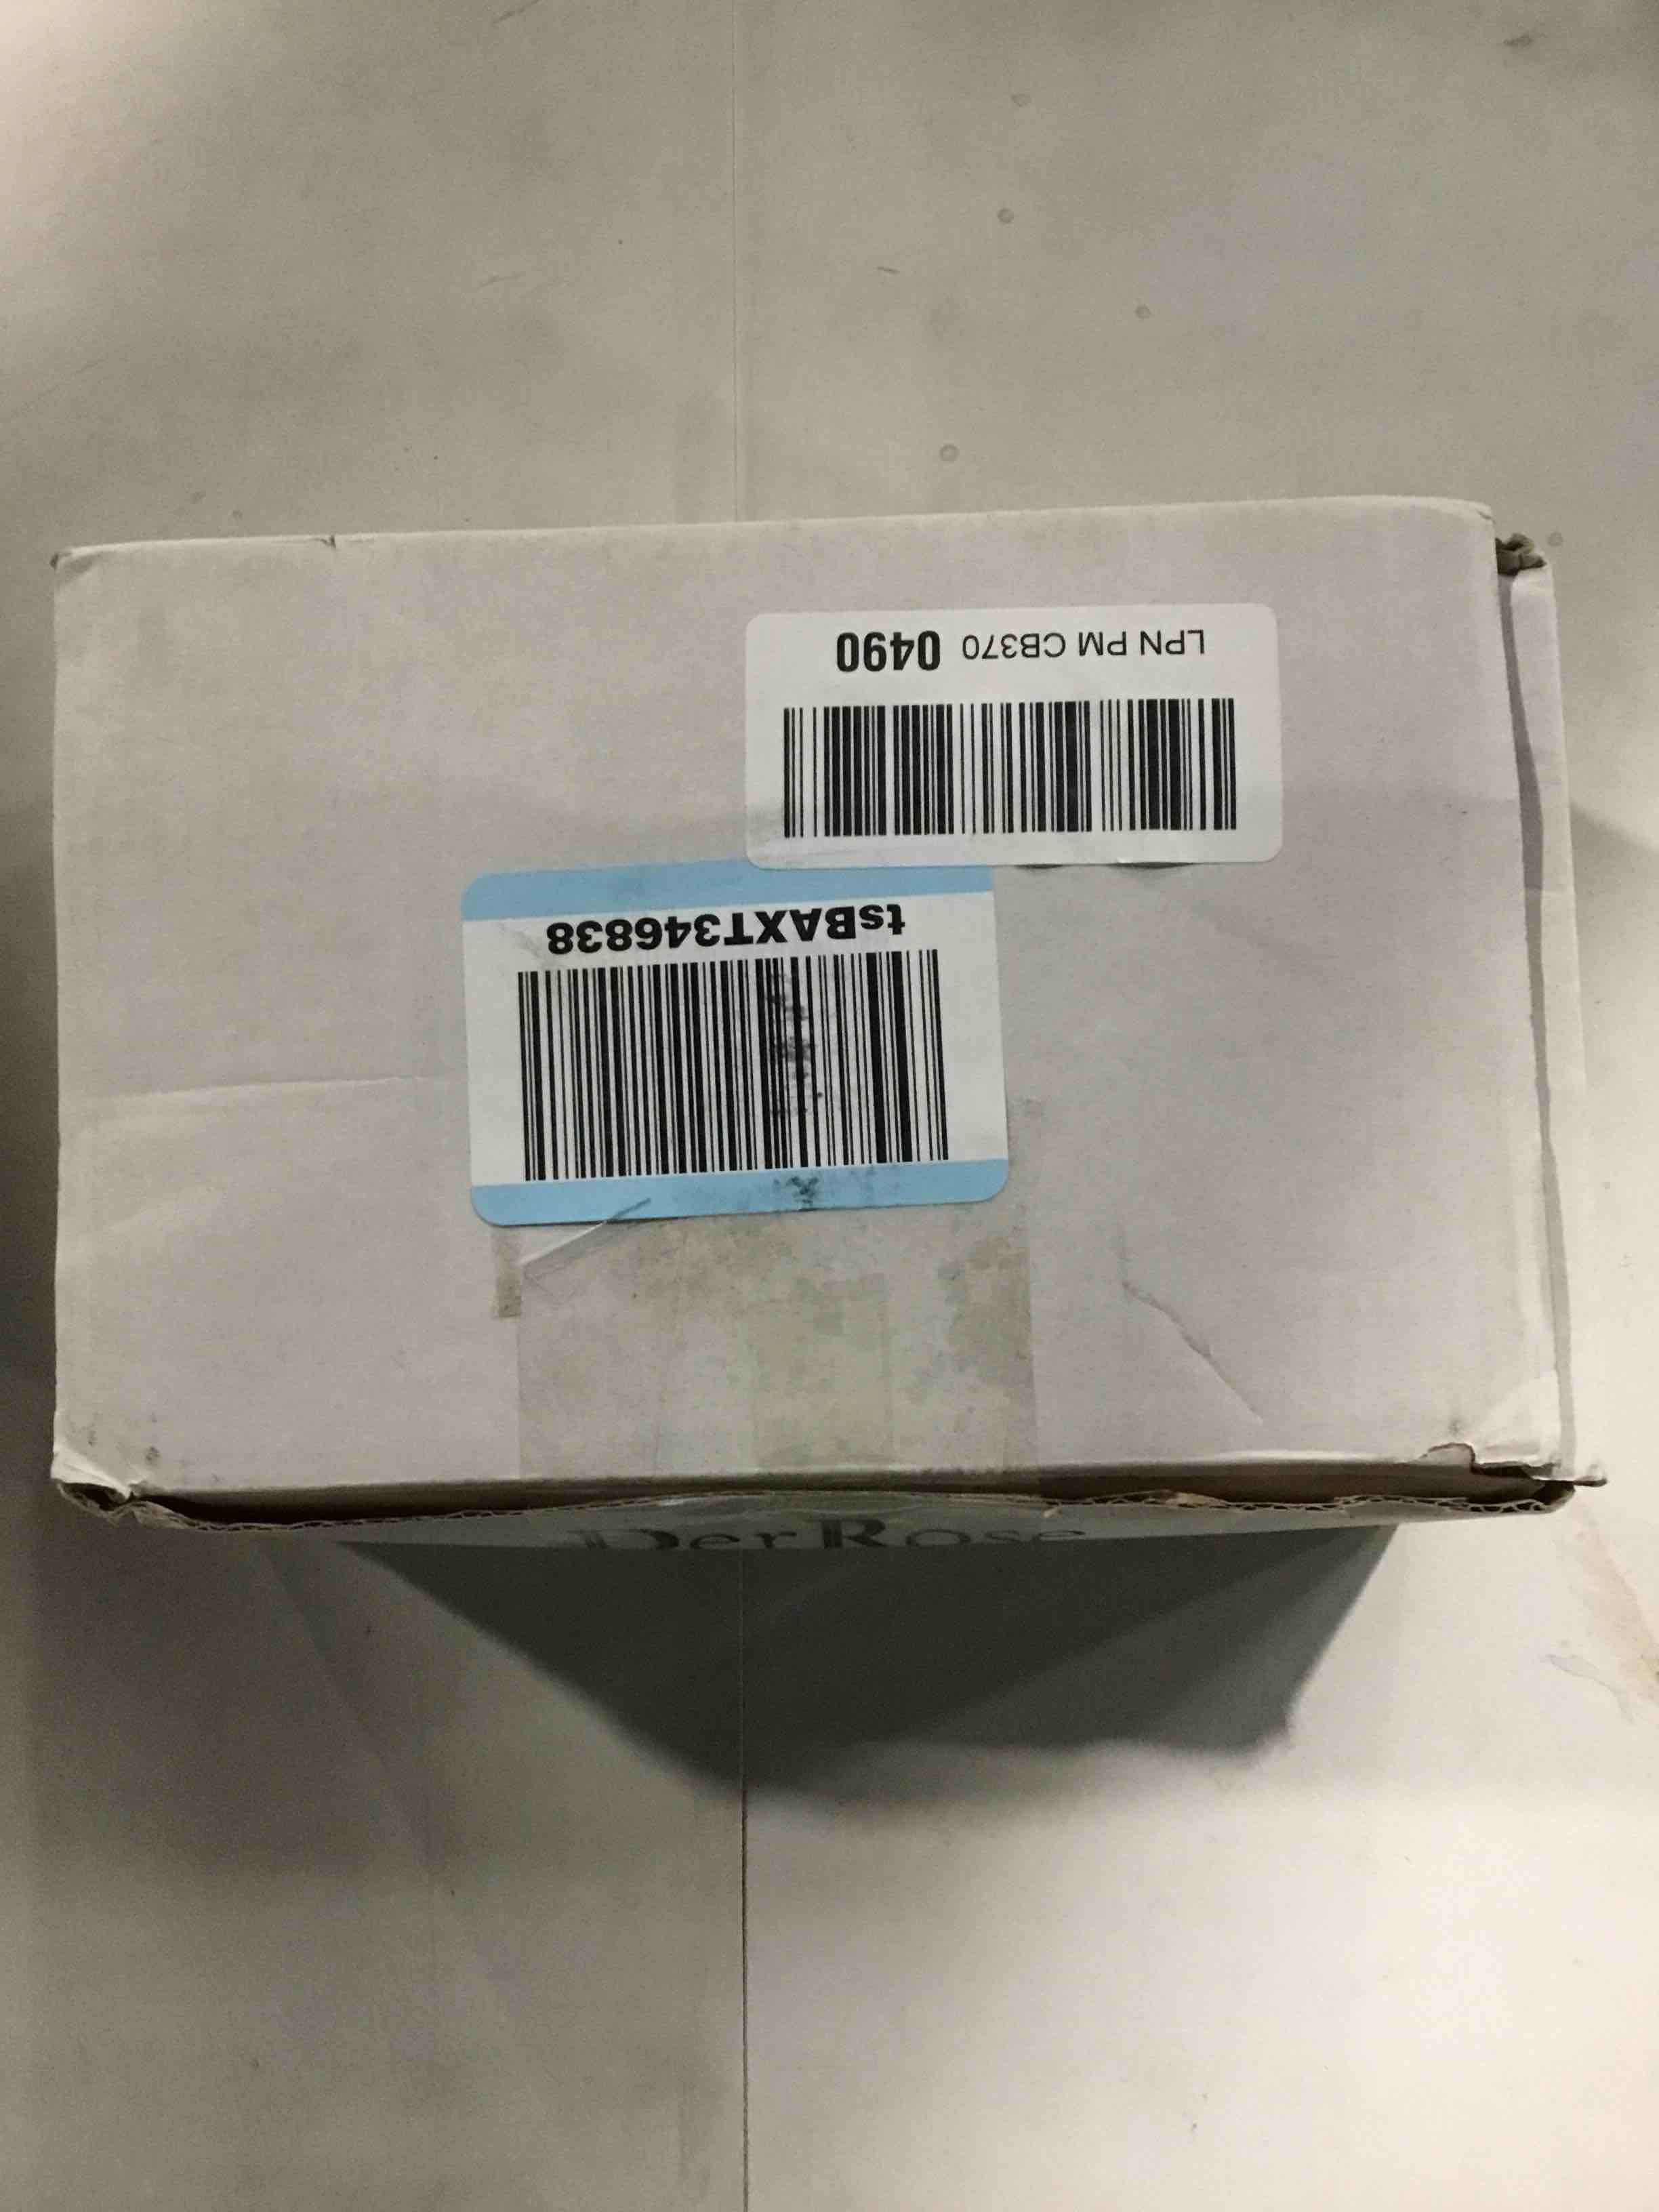 LPN PM CB370 0490
tsBAXT346838
DerRose